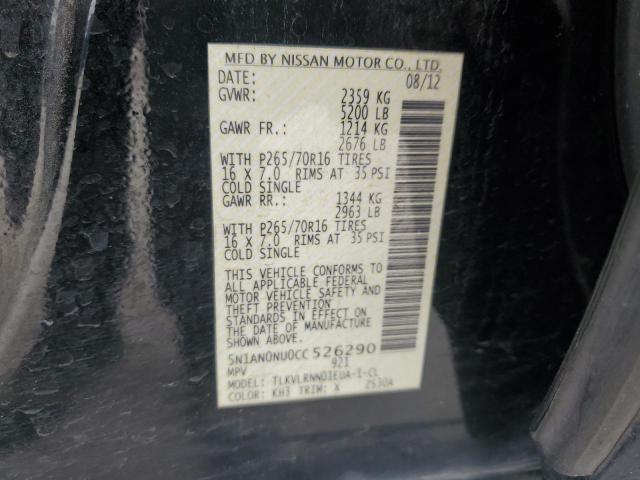 MFD BY NISSAN MOTOR CO., LTD.
DATE: 08/12
GVWR: 2359 KG
5200 LB
GAWR FR.: 1214 KG
2676 LB
WITH P265/70R16 TIRES
16 X 7.0 RIMS AT 35 PSI
COLD SINGLE
GAWR RR.: 1344 KG
2963 LB
WITH P265/70R16 TIRES
16 X 7.0 RIMS AT 35 PSI
COLD SINGLE
THIS VEHICLE CONFORMS TO
ALL APPLICABLE FEDERAL
MOTOR VEHICLE SAFETY AND
THEFT PREVENTION
STANDARDS IN EFFECT ON
THE DATE OF MANUFACTURE
SHOWN ABOVE.
5N1AN0NU0CC526290
MPV 921
MODEL: TLKVLRNND1EUA-1-CL
COLOR: KH3 TRIM: X 2530A